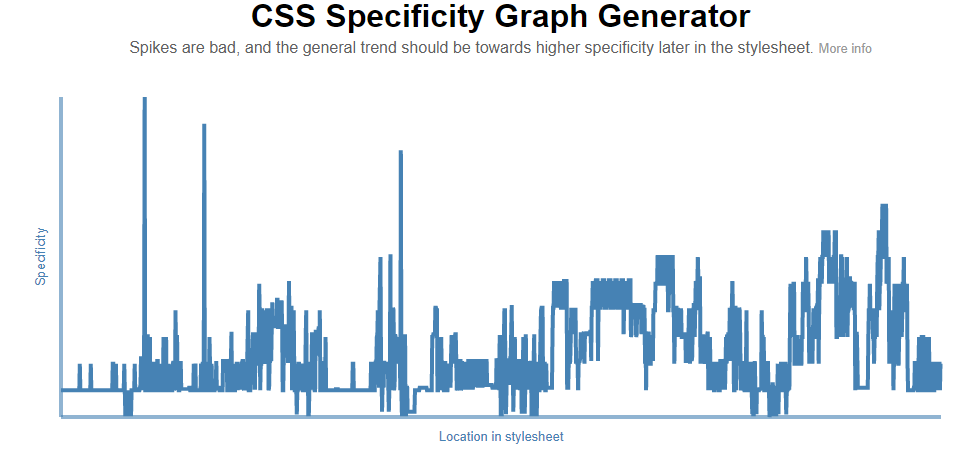 CSS Specificity Graph Generator
Spikes are bad, and the general trend should be towards higher specificity later in the stylesheet. More info
Specificity
Location in stylesheet